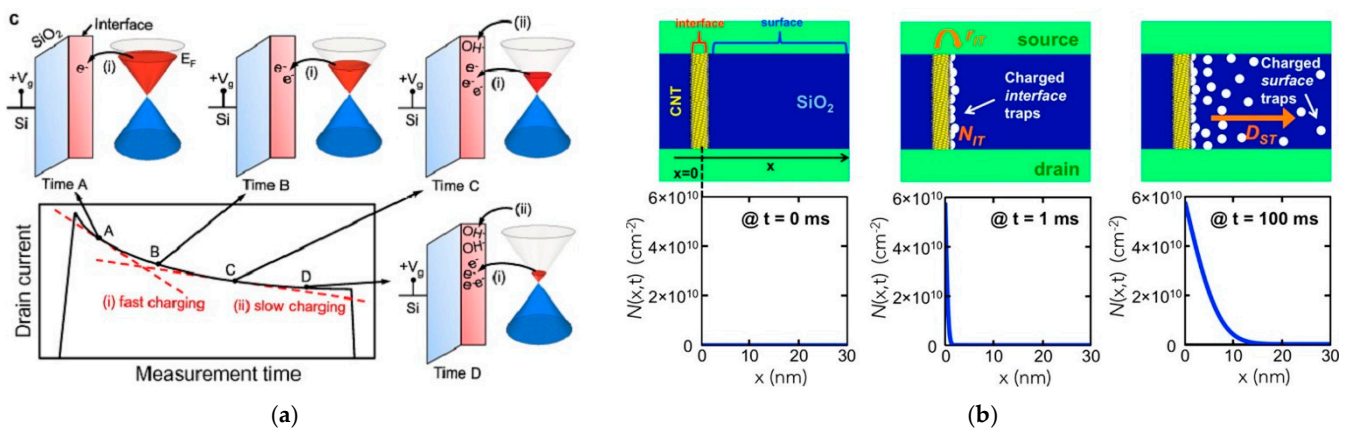 c
Interface
SiO2
+Vg
Si
e-
(i)
EF
Time A
+Vg
Si
e-
e-
(i)
Time B
(ii)
OH-
+Vg
Si
e-
e-
e-
(i)
Time C
Drain current
A
B
C
D
(i) fast charging
(ii) slow charging
Measurement time
(ii)
OH-
OH-
+Vg
Si
e-
e-
e-e-
(i)
Time D
(a)
interface
surface
CNT
SiO2
x=0
x
rIT
source
Charged
interface
traps
NIT
drain
Charged
surface
traps
DST
N(x,t) (cm-2)
6×10^10
4×10^10
2×10^10
0
@ t = 0 ms
0 10 20 30
x (nm)
N(x,t) (cm-2)
6×10^10
4×10^10
2×10^10
0
@ t = 1 ms
0 10 20 30
x (nm)
N(x,t) (cm-2)
6×10^10
4×10^10
2×10^10
0
@ t = 100 ms
0 10 20 30
x (nm)
(b)